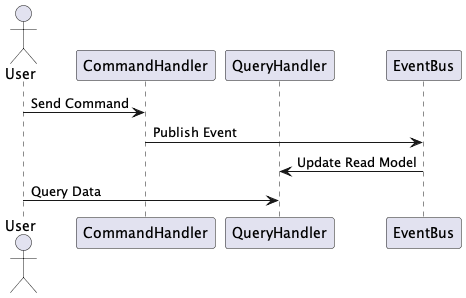 User
CommandHandler
QueryHandler
EventBus
Send Command
Publish Event
Update Read Model
Query Data
User
CommandHandler
QueryHandler
EventBus